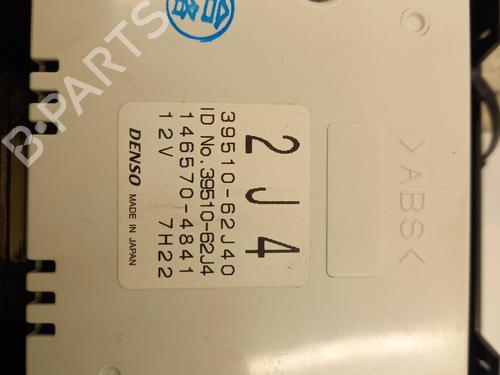 B-PARTS
2J4
39510-62J40
ID No.39510-62J4
146570-4841
12V 7H22
DENSO MADE IN JAPAN
>ABS<